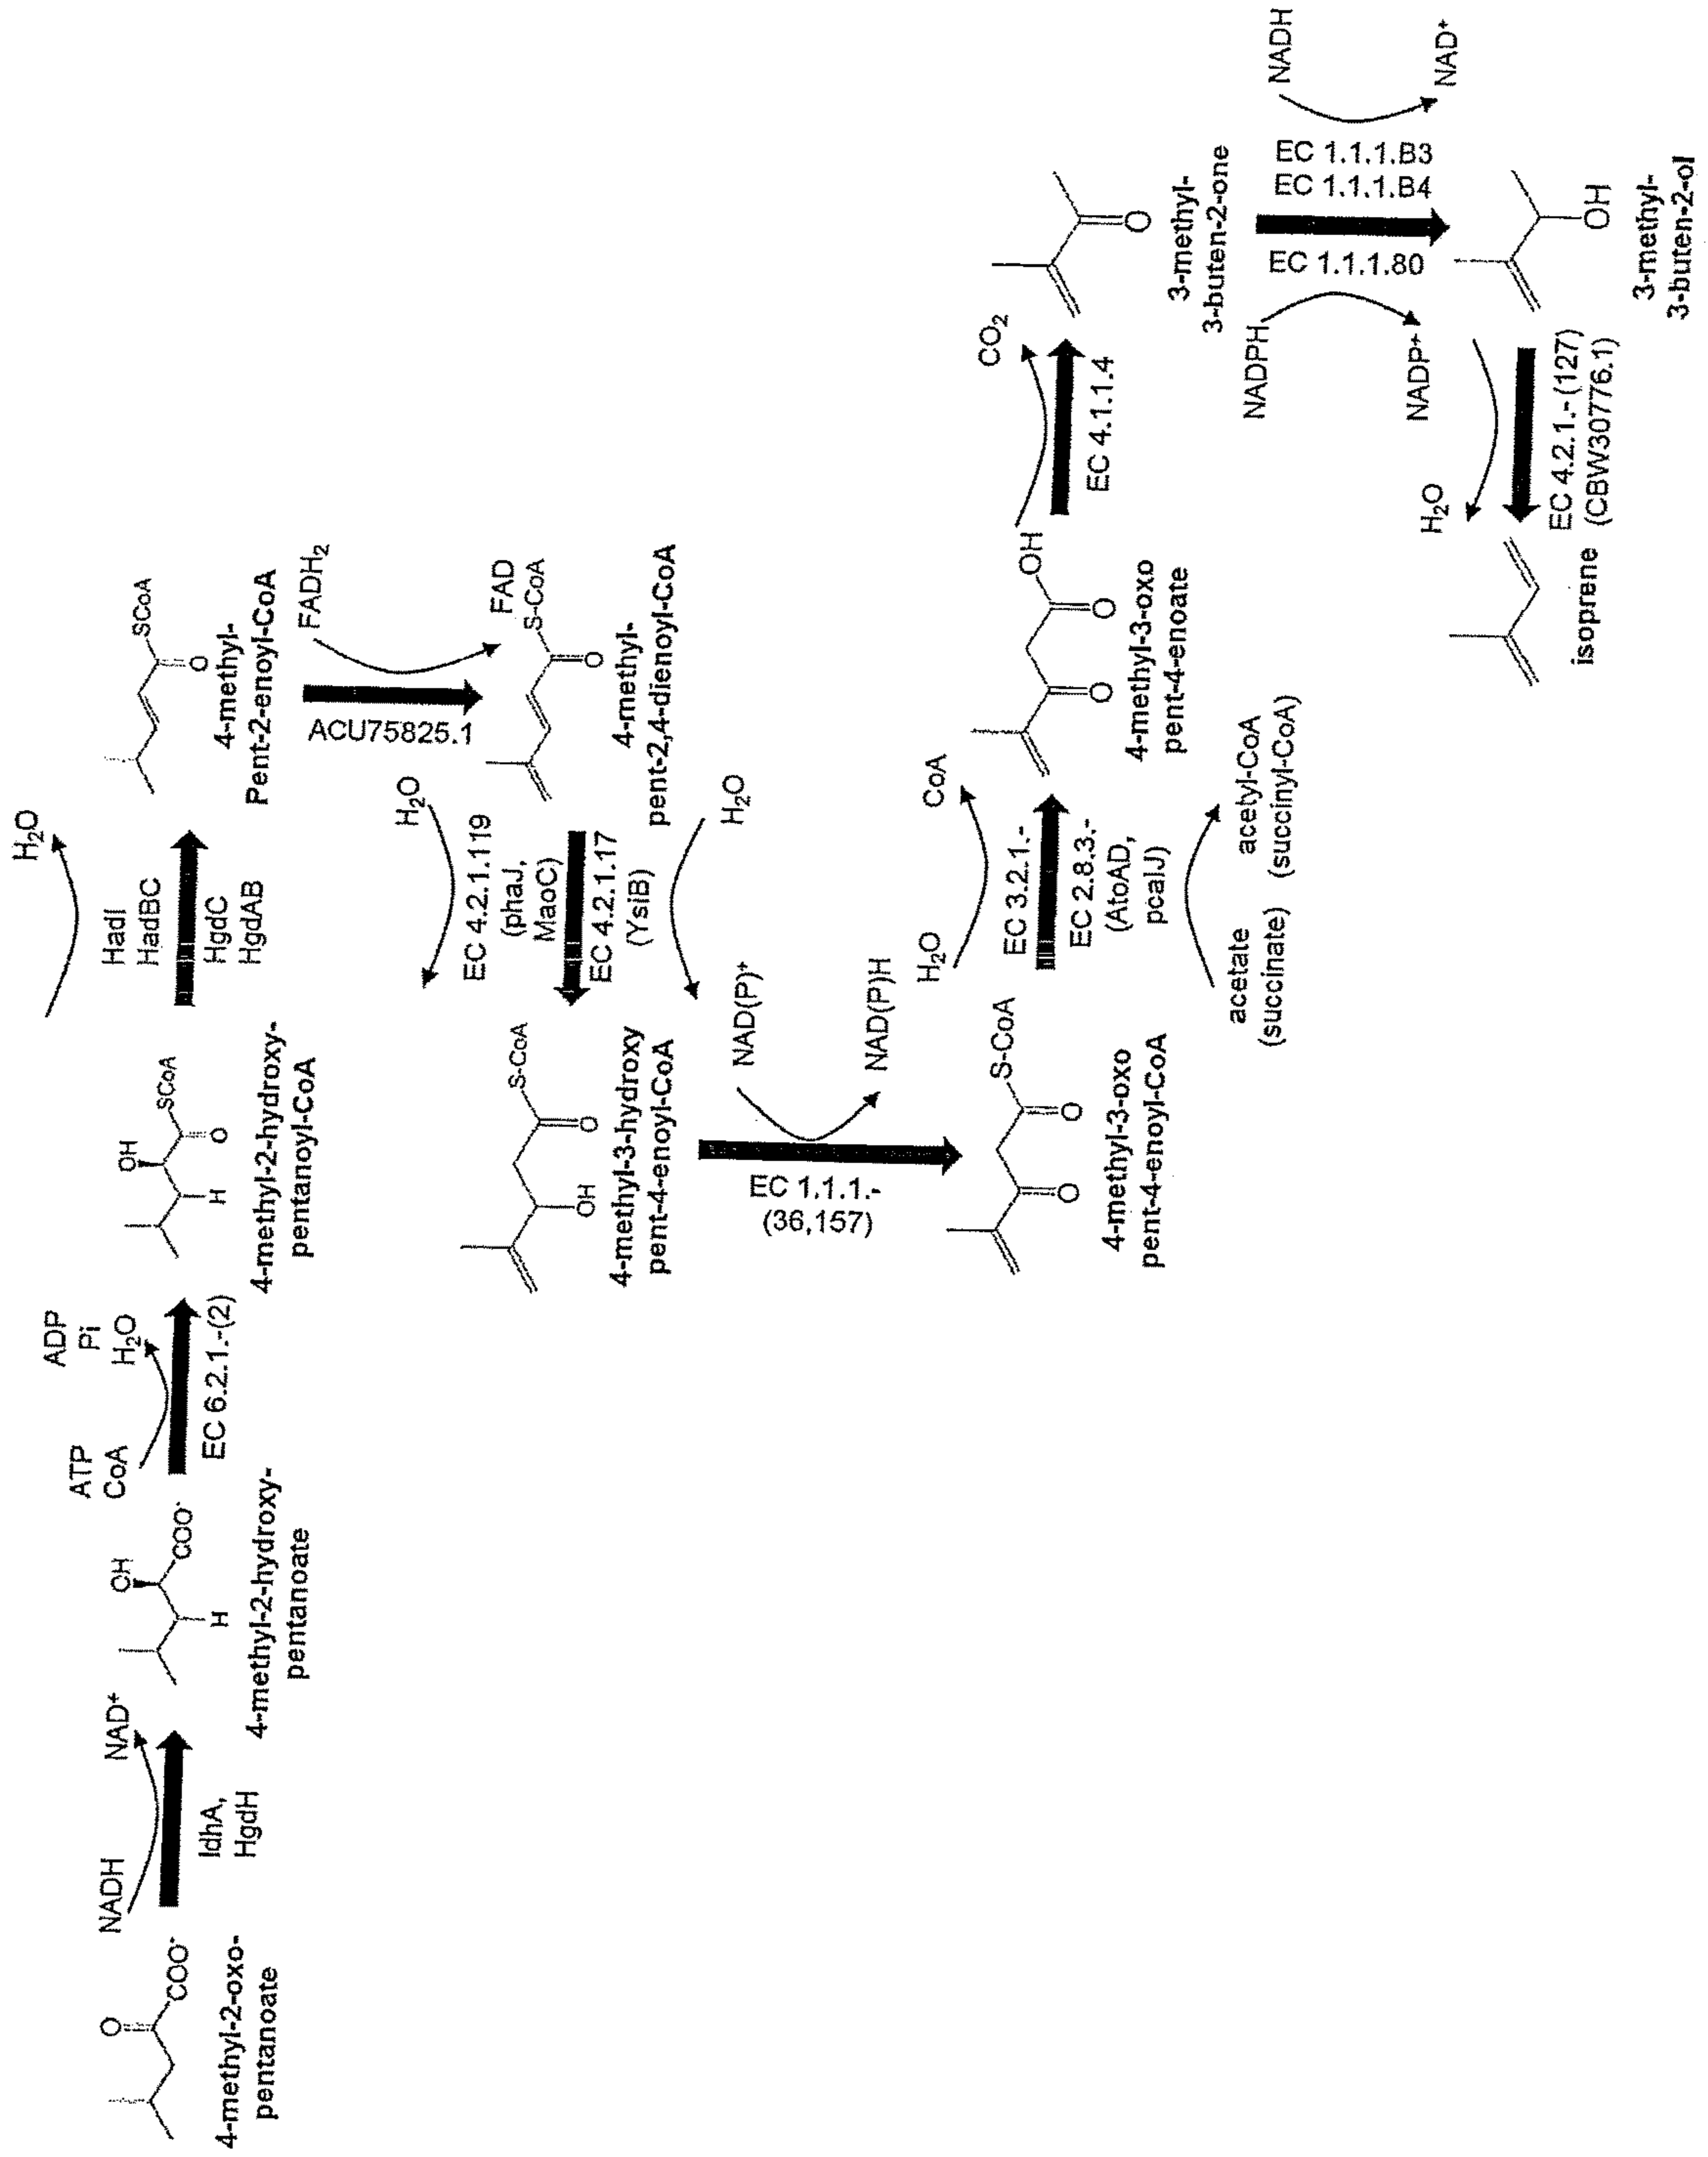 NADH
NAD+
ldhA,
HgdH
O
COO-
4-methyl-2-oxo-
pentanoate
OH
COO-
H
4-methyl-2-hydroxy-
pentanoate
ATP
CoA
ADP
Pi
H2O
EC 6.2.1.-(2)
OH
SCoA
O
H
4-methyl-2-hydroxy-
pentanoyl-CoA
H2O
HadI
HadBC
HgdC
HgdAB
SCoA
O
4-methyl-
Pent-2-enoyl-CoA
FADH2
FAD
ACU75825.1
S-CoA
O
4-methyl-
pent-2,4-dienoyl-CoA
H2O
EC 4.2.1.119
(phaJ,
MaoC)
EC 4.2.1.17
(YsiB)
H2O
S-CoA
O
OH
4-methyl-3-hydroxy
pent-4-enoyl-CoA
NAD(P)+
NAD(P)H
EC 1.1.1.-
(36,157)
S-CoA
O
O
4-methyl-3-oxo
pent-4-enoyl-CoA
H2O
CoA
EC 3.2.1.-
EC 2.8.3.-
(AtoAD,
pcaIJ)
acetate
(succinate)
acetyl-CoA
(succinyl-CoA)
OH
O
O
4-methyl-3-oxo
pent-4-enoate
CO2
EC 4.1.1.4
O
3-methyl-
3-buten-2-one
NADH
NAD+
EC 1.1.1.B3
EC 1.1.1.B4
EC 1.1.1.80
NADPH
NADP+
OH
3-methyl-
3-buten-2-ol
H2O
EC 4.2.1.- (127)
(CBW30776.1)
isoprene